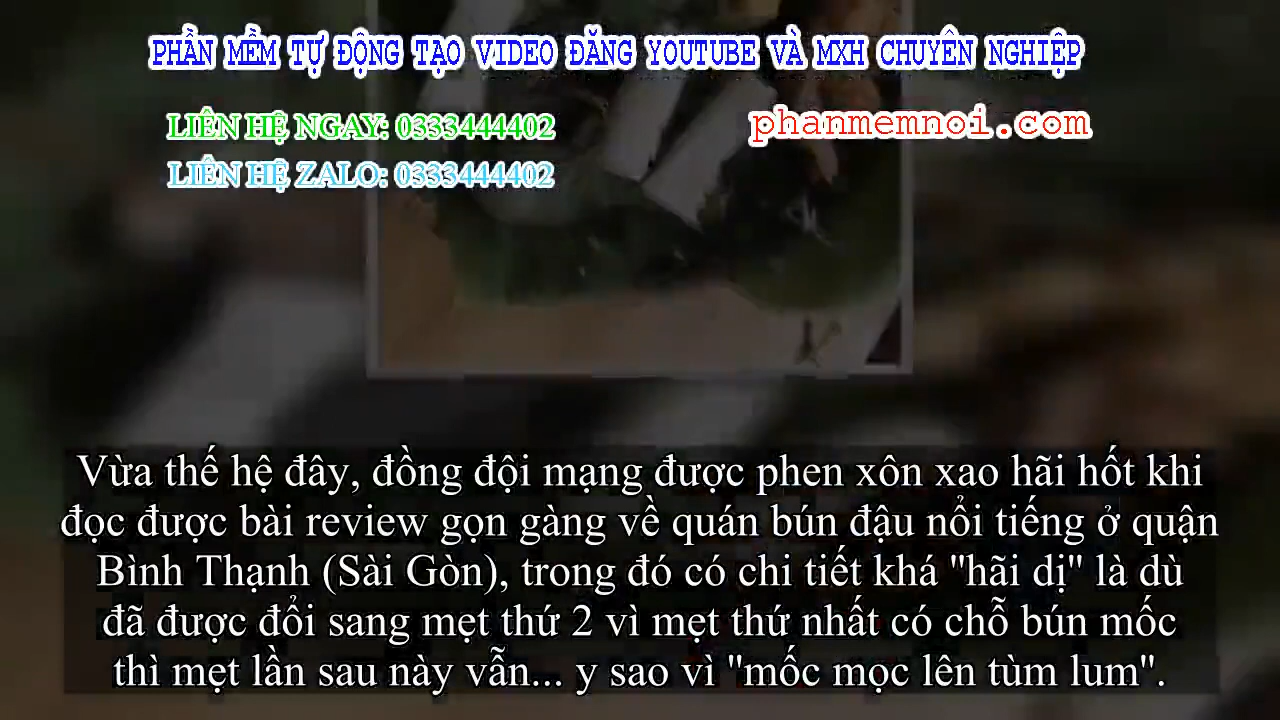 PHẦN MỀM TỰ ĐỘNG TẠO VIDEO ĐĂNG YOUTUBE VÀ MXH CHUYÊN NGHIỆP
LIÊN HỆ NGAY: 0333444402
phanmemnoi.com
LIÊN HỆ ZALO: 0333444402
Vừa thế hệ đây, đồng đội mạng được phen xôn xao hãi hốt khi
đọc được bài review gọn gàng về quán bún đậu nổi tiếng ở quận
Bình Thạnh (Sài Gòn), trong đó có chi tiết khá "hãi dị" là dù
đã được đổi sang mẹt thứ 2 vì mẹt thứ nhất có chỗ bún mốc
thì mẹt lần sau này vẫn... y sao vì "mốc mọc lên tùm lum".